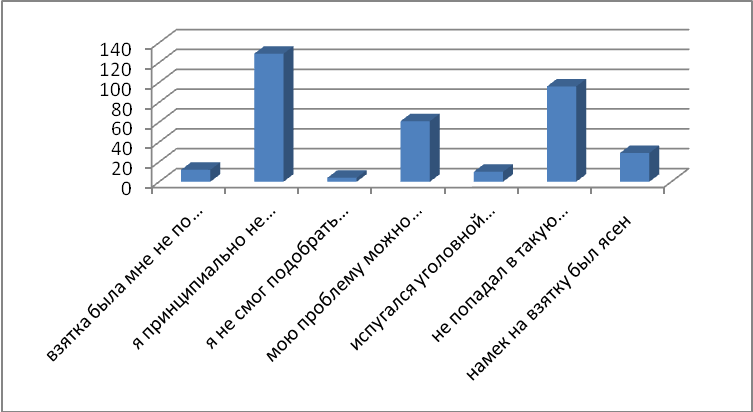 140
120
100
80
60
40
20
0
взятка была мне не по...
я принципиально не...
я не смог подобрать...
мою проблему можно...
испугался уголовной...
не попадал в такую...
намек на взятку был ясен